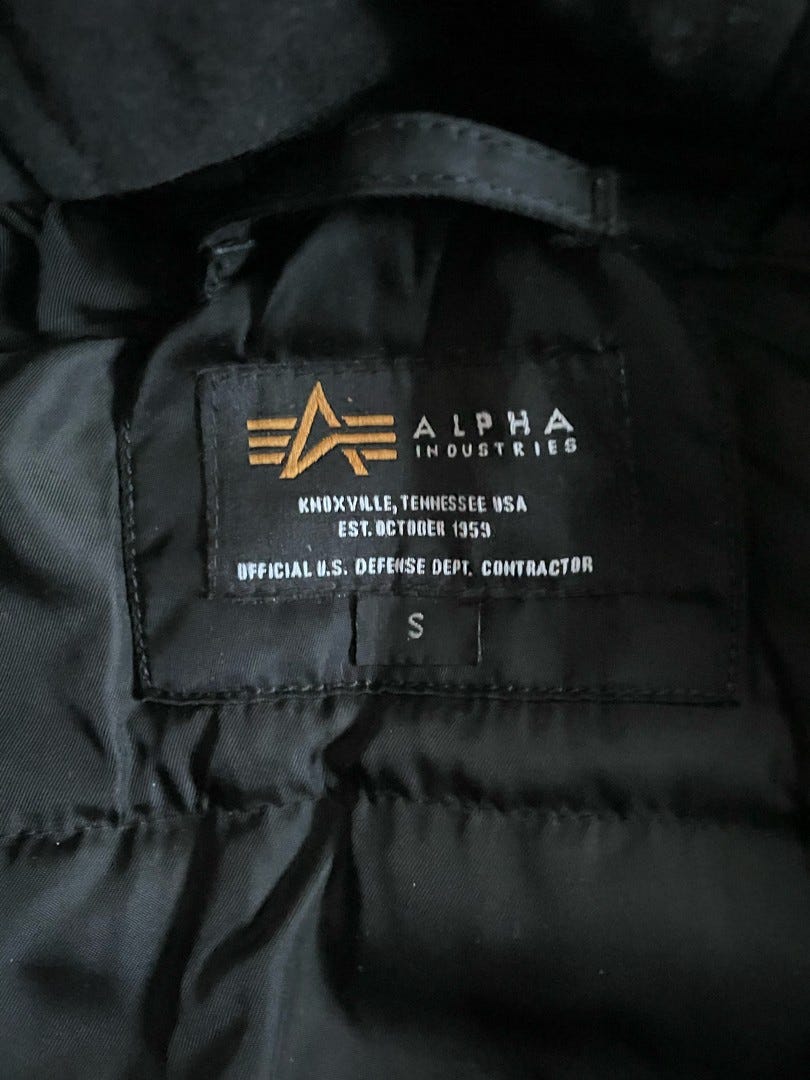 ALPHA
INDUSTRIES
KNOXVILLE, TENNESSEE USA
EST. OCTOBER 1959
OFFICIAL U.S. DEFENSE DEPT. CONTRACTOR
S